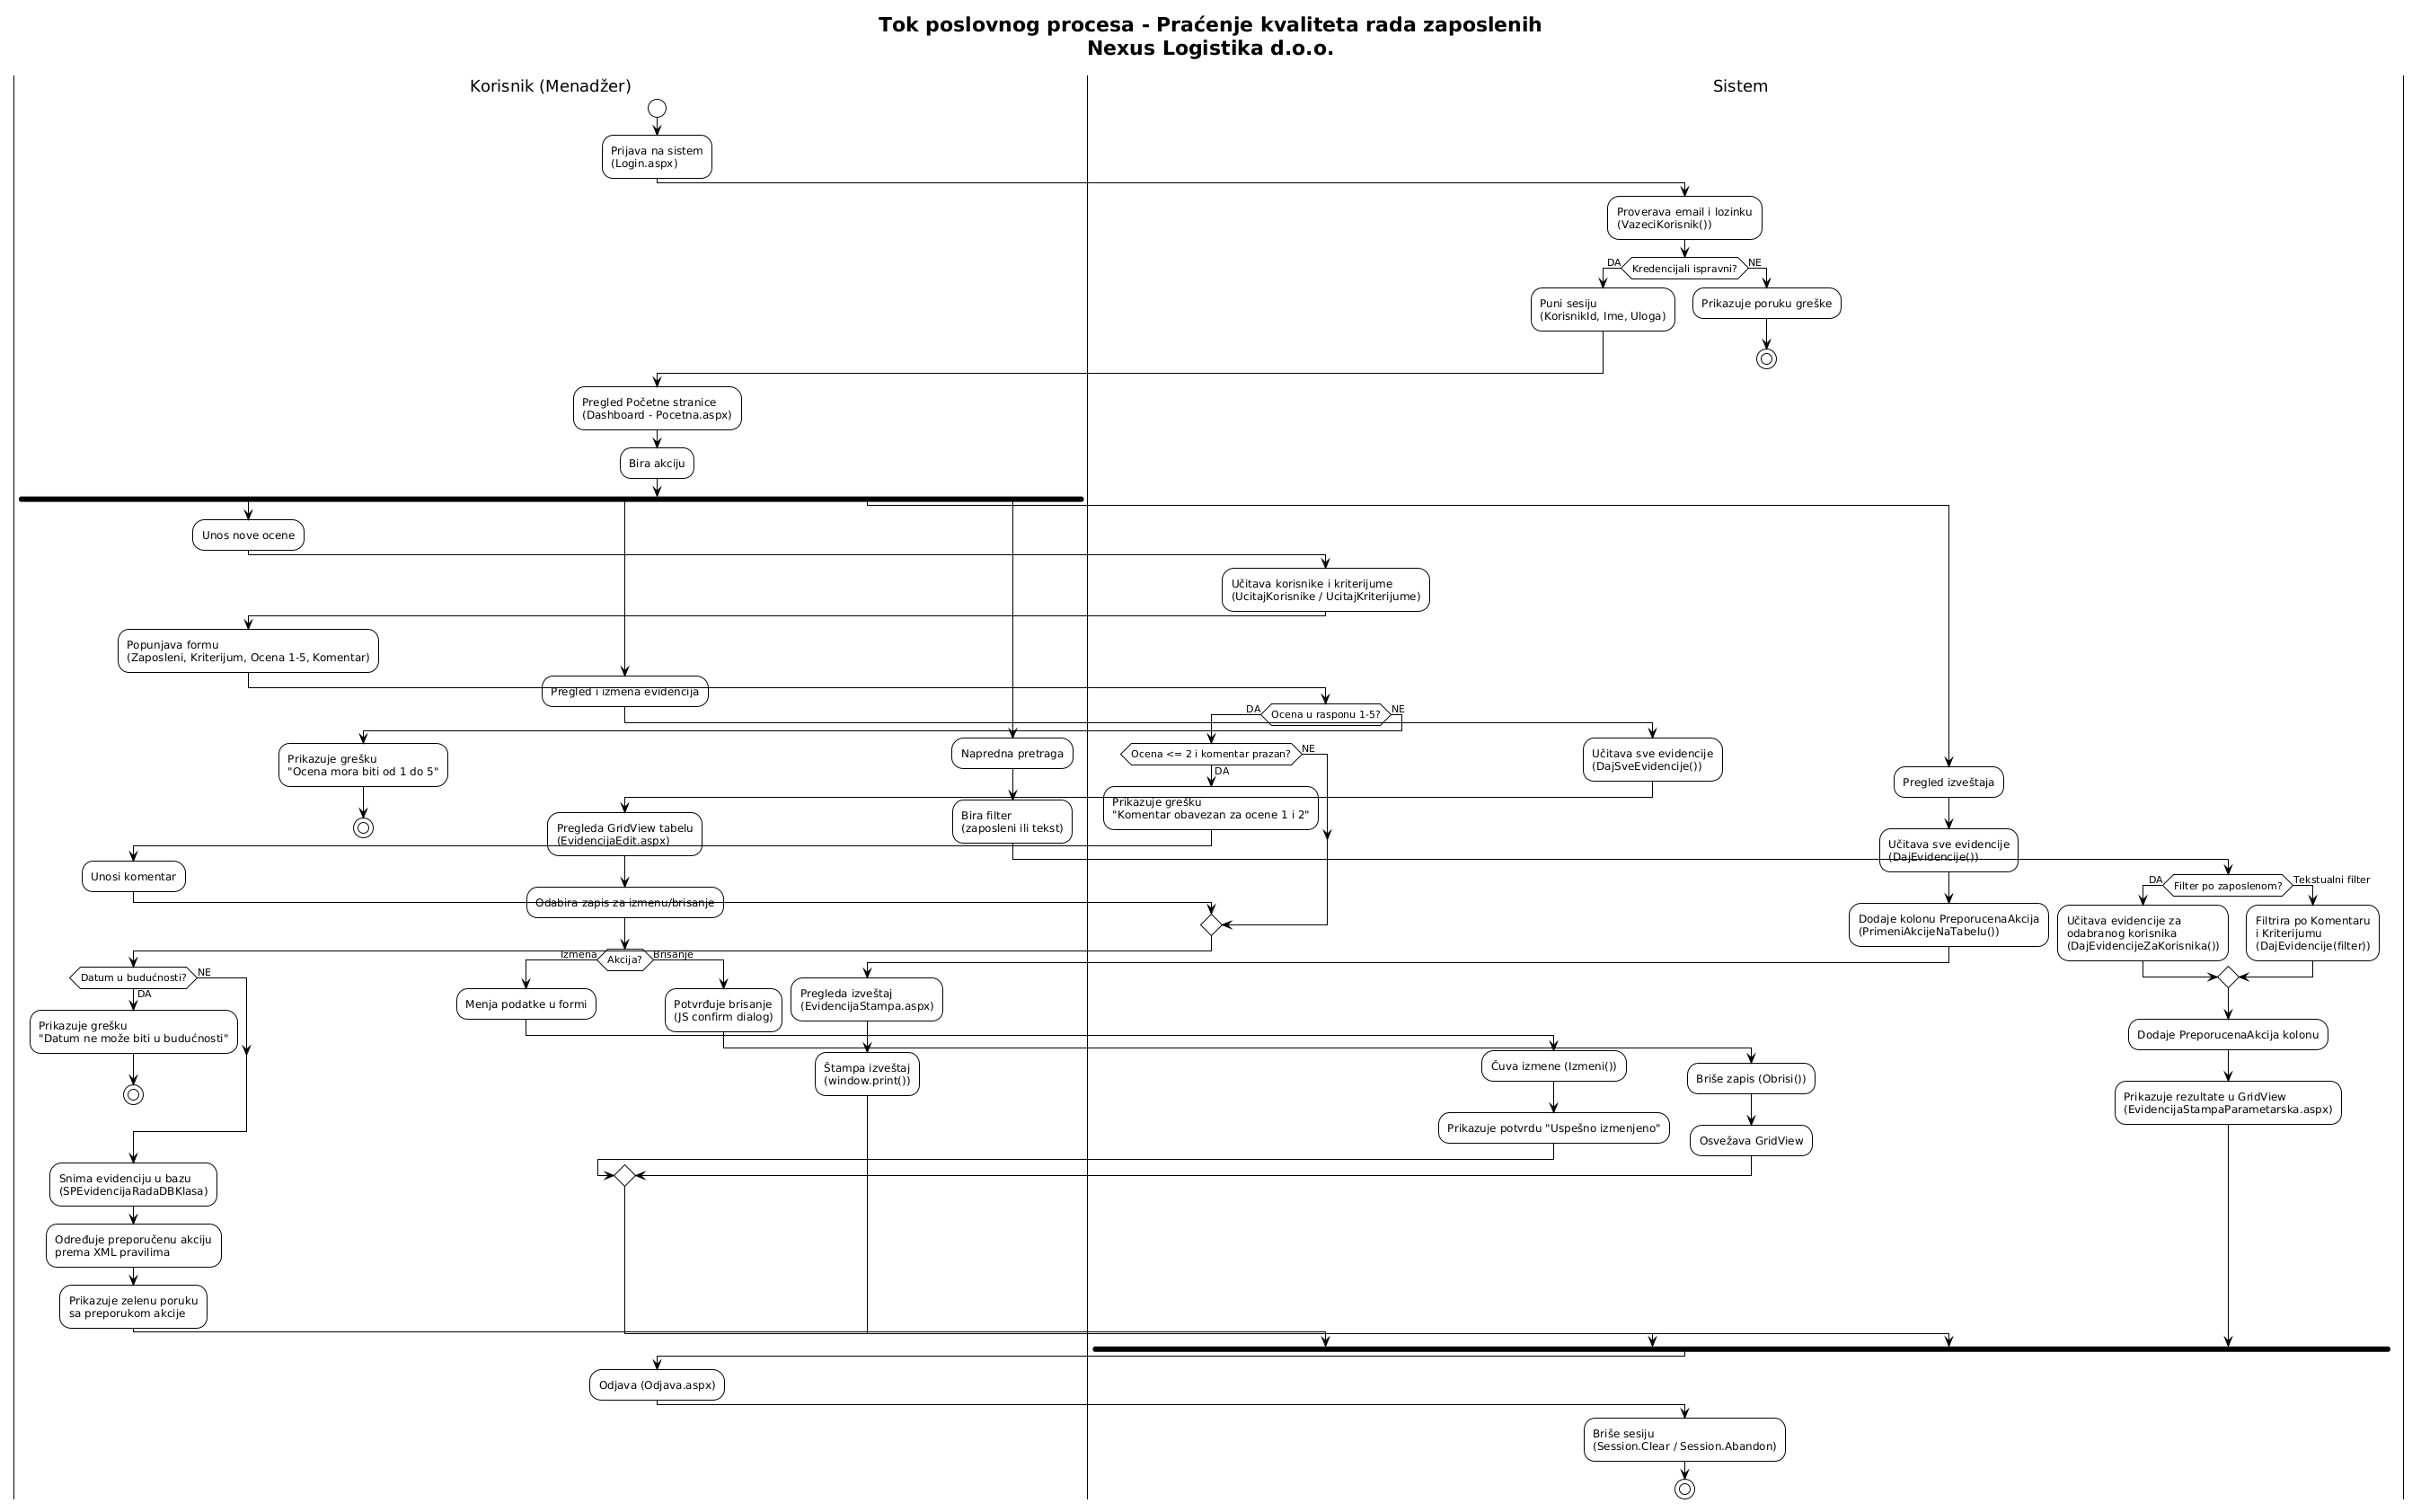 Tok poslovnog procesa - Praćenje kvaliteta rada zaposlenih
Nexus Logistika d.o.o.
Korisnik (Menadžer)
Sistem
Prijava na sistem
(Login.aspx)
Proverava email i lozinku
(VazeciKorisnik())
DA
Kredencijali ispravni?
NE
Puni sesiju
(KorisnikId, Ime, Uloga)
Prikazuje poruku greške
Pregled Početne stranice
(Dashboard - Pocetna.aspx)
Bira akciju
Unos nove ocene
Učitava korisnike i kriterijume
(UcitajKorisnike / UcitajKriterijume)
Popunjava formu
(Zaposleni, Kriterijum, Ocena 1-5, Komentar)
Pregled i izmena evidencija
DA
Ocena u rasponu 1-5?
NE
Prikazuje grešku
"Ocena mora biti od 1 do 5"
Napredna pretraga
Ocena <= 2 i komentar prazan?
NE
DA
Učitava sve evidencije
(DajSveEvidencije())
Pregled izveštaja
Prikazuje grešku
"Komentar obavezan za ocene 1 i 2"
Bira filter
(zaposleni ili tekst)
Pregleda GridView tabelu
(EvidencijaEdit.aspx)
Učitava sve evidencije
(DajEvidencije())
Unosi komentar
DA
Filter po zaposlenom?
Tekstualni filter
Odabira zapis za izmenu/brisanje
Dodaje kolonu PreporucenaAkcija
(PrimeniAkcijeNaTabelu())
Učitava evidencije za
odabranog korisnika
(DajEvidencijeZaKorisnika())
Filtrira po Komentaru
i Kriterijumu
(DajEvidencije(filter))
Izmena
Akcija?
Brisanje
Datum u budućnosti?
NE
DA
Menja podatke u formi
Potvrđuje brisanje
(JS confirm dialog)
Pregleda izveštaj
(EvidencijaStampa.aspx)
Prikazuje grešku
"Datum ne može biti u budućnosti"
Dodaje PreporucenaAkcija kolonu
Štampa izveštaj
(window.print())
Čuva izmene (Izmeni())
Briše zapis (Obrisi())
Prikazuje rezultate u GridView
(EvidencijaStampaParametarska.aspx)
Prikazuje potvrdu "Uspešno izmenjeno"
Osvežava GridView
Snima evidenciju u bazu
(SPEvidencijaRadaDBKlasa)
Određuje preporučenu akciju
prema XML pravilima
Prikazuje zelenu poruku
sa preporukom akcije
Odjava (Odjava.aspx)
Briše sesiju
(Session.Clear / Session.Abandon)